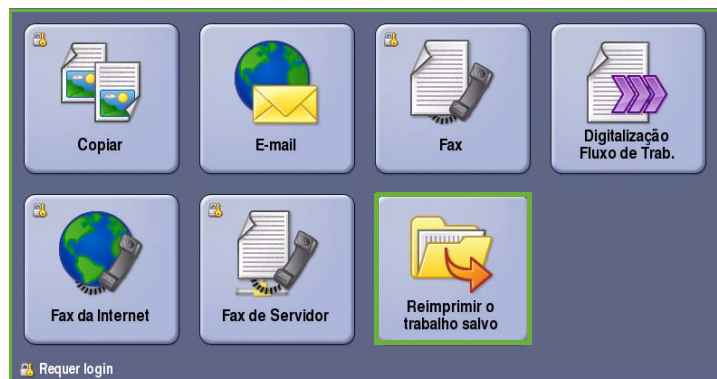 Copiar
E-mail
Fax
Digitalização
Fluxo de Trab.
Fax da Internet
Fax de Servidor
Reimprimir o
trabalho salvo
Requer login